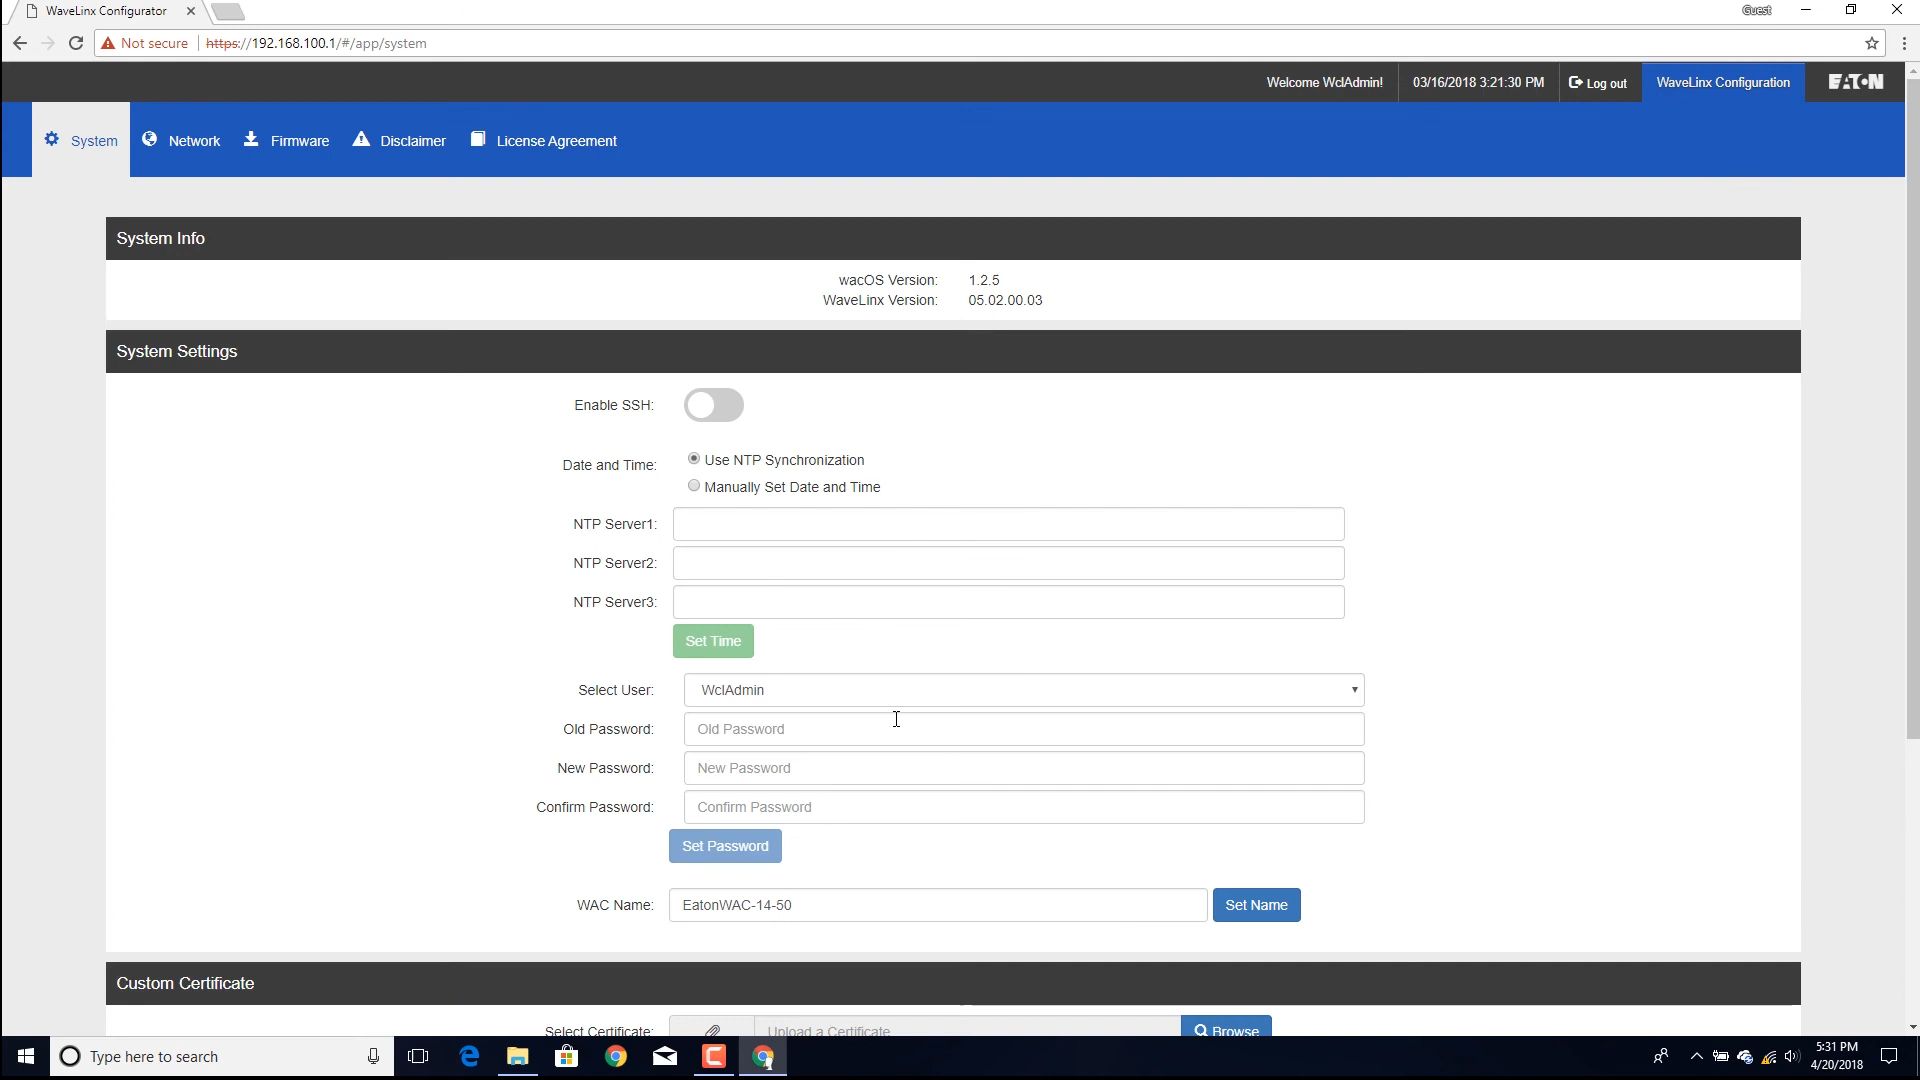 WaveLinx Configurator
Guest
Not secure https://192.168.100.1/#/app/system
Welcome WclAdmin! 03/16/2018 3:21:30 PM Log out WaveLinx Configuration EATON
System Network Firmware Disclaimer License Agreement
System Info
wacOS Version: 1.2.5
WaveLinx Version: 05.02.00.03
System Settings
Enable SSH:
Date and Time: Use NTP Synchronization
Manually Set Date and Time
NTP Server1:
NTP Server2:
NTP Server3:
Set Time
Select User: WclAdmin
Old Password: Old Password
New Password: New Password
Confirm Password: Confirm Password
Set Password
WAC Name: EatonWAC-14-50 Set Name
Custom Certificate
Select Certificate: Upload a Certificate Browse
Type here to search
5:31 PM
4/20/2018